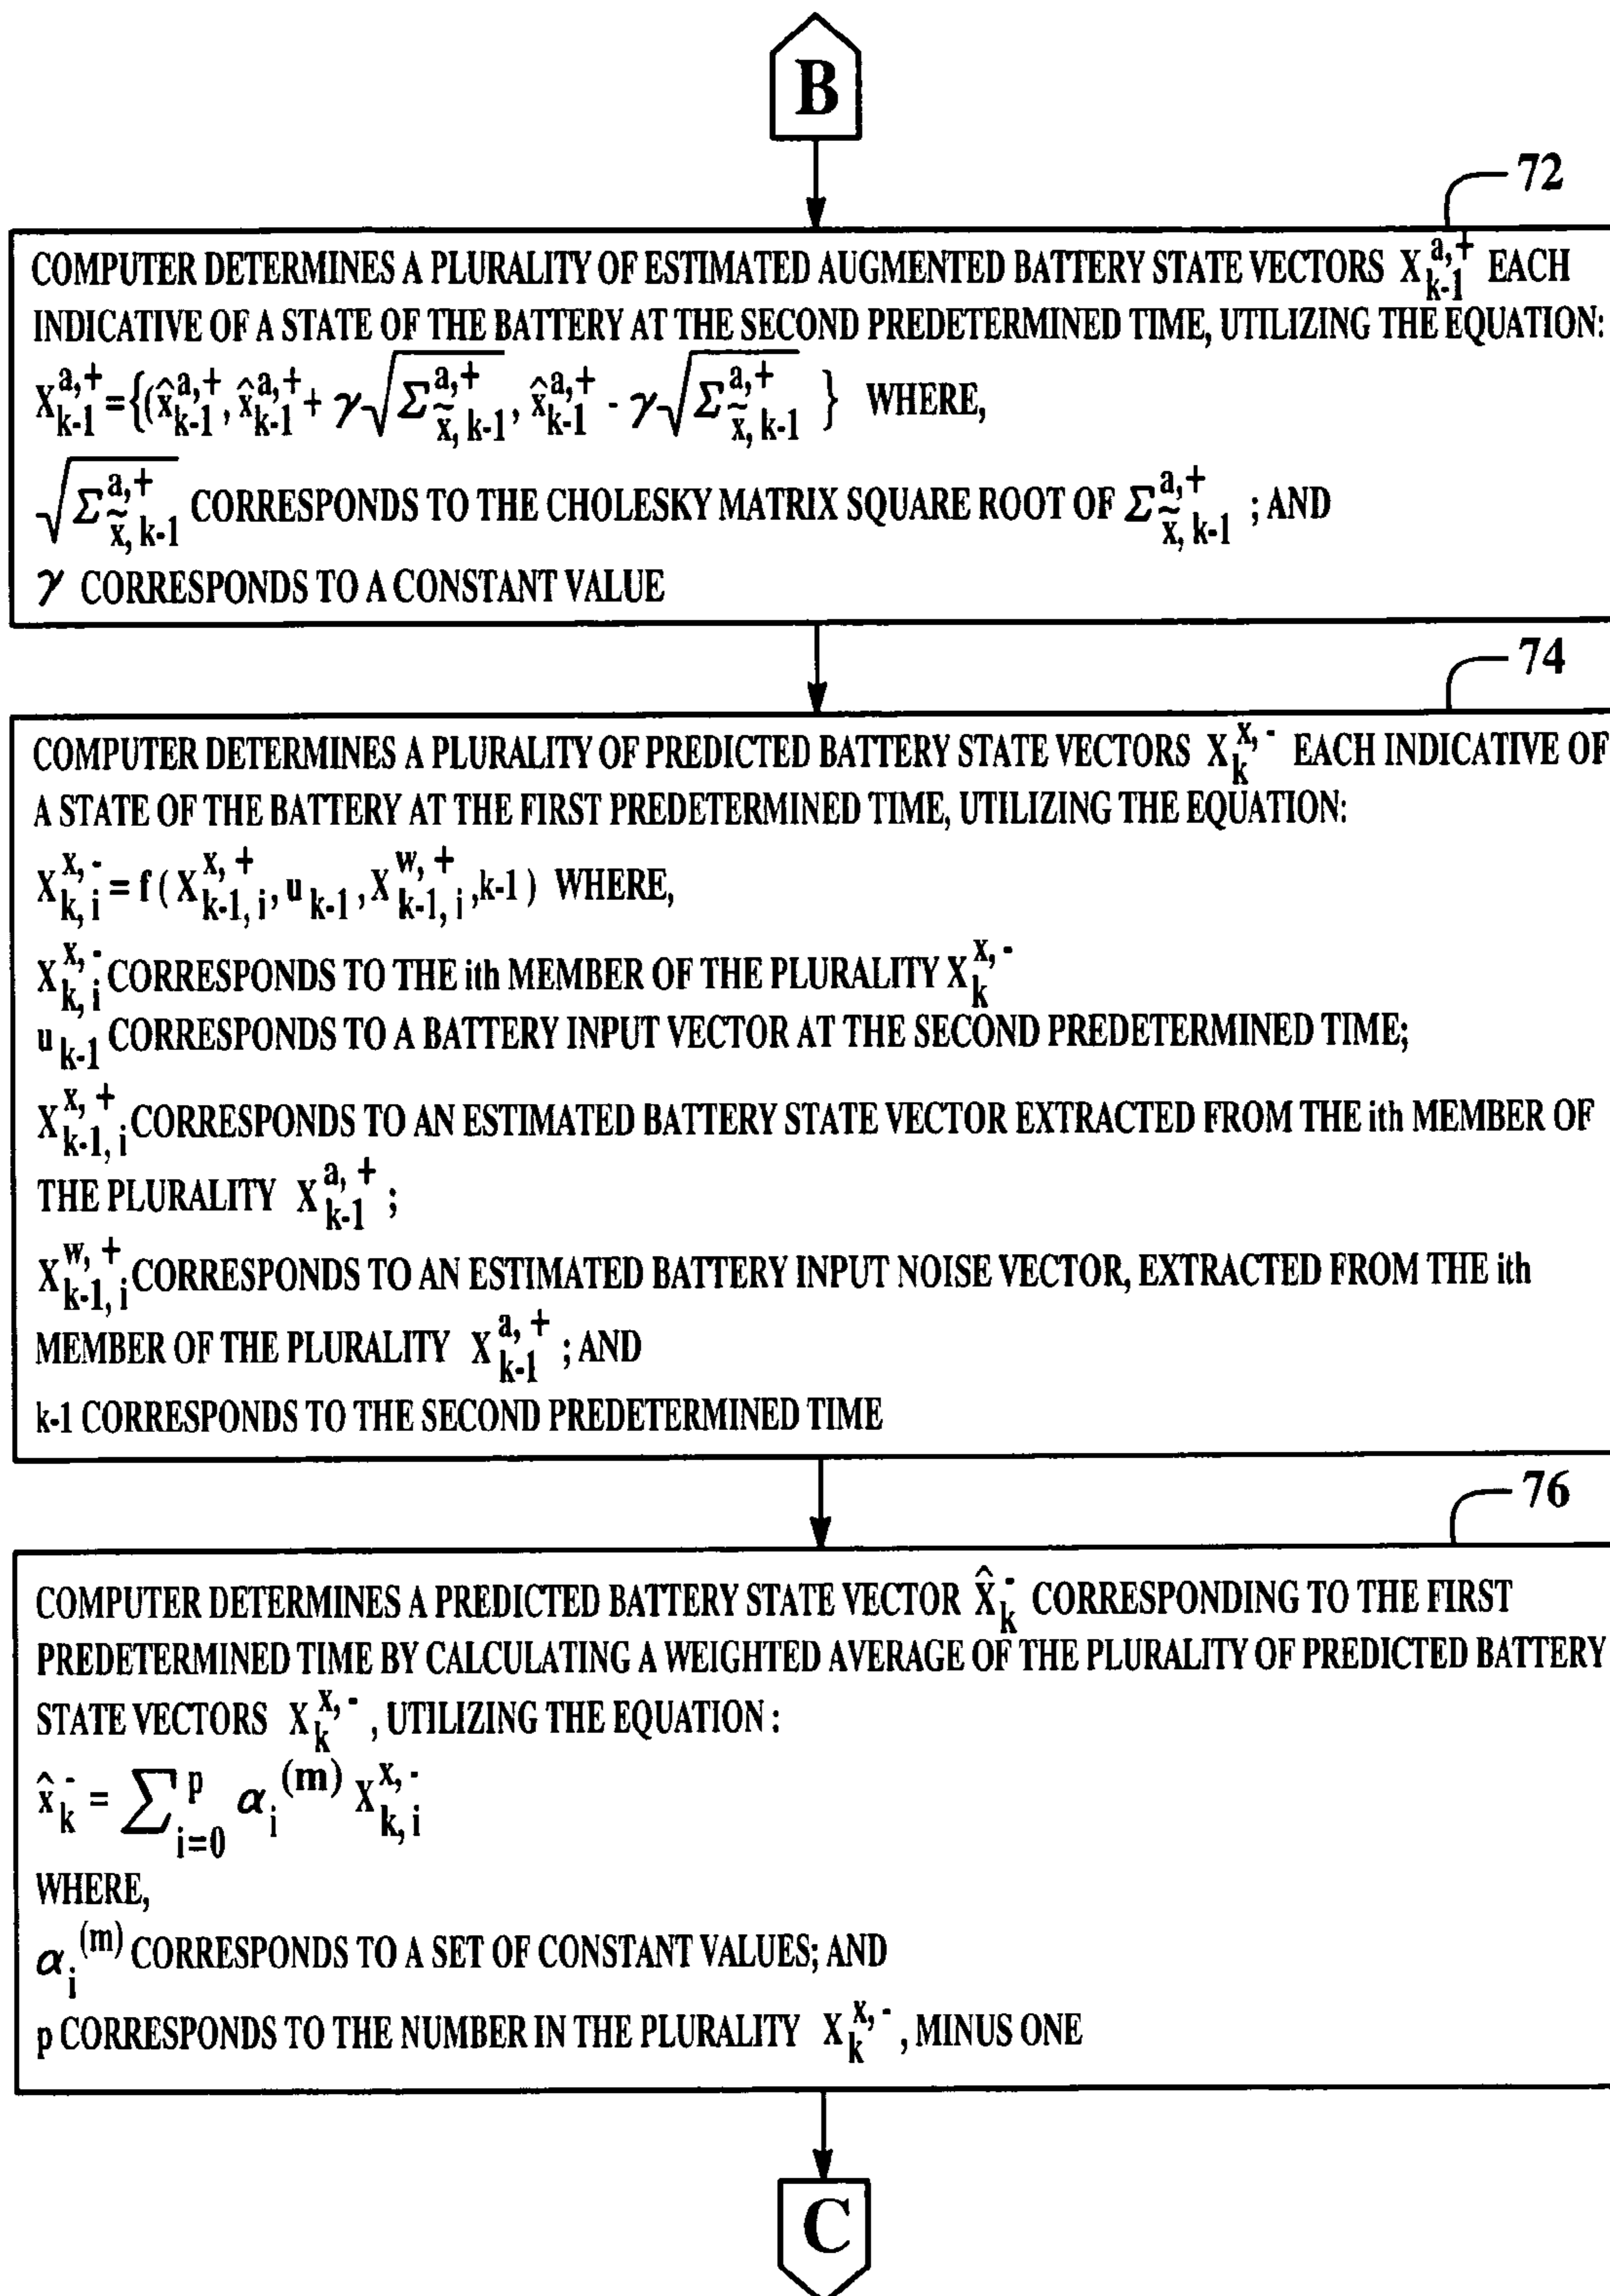 B
72
COMPUTER DETERMINES A PLURALITY OF ESTIMATED AUGMENTED BATTERY STATE VECTORS X_{k-1}^{a,+} EACH
INDICATIVE OF A STATE OF THE BATTERY AT THE SECOND PREDETERMINED TIME, UTILIZING THE EQUATION:
X_{k-1}^{a,+}={(x̂_{k-1}^{a,+}, x̂_{k-1}^{a,+}+ γ√Σ_{x̃, k-1}^{a,+}, x̂_{k-1}^{a,+} - γ√Σ_{x̃, k-1}^{a,+} } WHERE,
√Σ_{x̃, k-1}^{a,+} CORRESPONDS TO THE CHOLESKY MATRIX SQUARE ROOT OF Σ_{x̃, k-1}^{a,+} ; AND
γ CORRESPONDS TO A CONSTANT VALUE
74
COMPUTER DETERMINES A PLURALITY OF PREDICTED BATTERY STATE VECTORS X_{k}^{x,-} EACH INDICATIVE OF
A STATE OF THE BATTERY AT THE FIRST PREDETERMINED TIME, UTILIZING THE EQUATION:
X_{k, i}^{x,-} = f ( X_{k-1, i}^{x,+}, u_{k-1}, X_{k-1, i}^{w,+},k-1 ) WHERE,
X_{k, i}^{x,-} CORRESPONDS TO THE ith MEMBER OF THE PLURALITY X_{k}^{x,-}
u_{k-1} CORRESPONDS TO A BATTERY INPUT VECTOR AT THE SECOND PREDETERMINED TIME;
X_{k-1, i}^{x,+} CORRESPONDS TO AN ESTIMATED BATTERY STATE VECTOR EXTRACTED FROM THE ith MEMBER OF
THE PLURALITY X_{k-1}^{a,+} ;
X_{k-1, i}^{w,+} CORRESPONDS TO AN ESTIMATED BATTERY INPUT NOISE VECTOR, EXTRACTED FROM THE ith
MEMBER OF THE PLURALITY X_{k-1}^{a,+} ; AND
k-1 CORRESPONDS TO THE SECOND PREDETERMINED TIME
76
COMPUTER DETERMINES A PREDICTED BATTERY STATE VECTOR X̂_{k}^{-} CORRESPONDING TO THE FIRST
PREDETERMINED TIME BY CALCULATING A WEIGHTED AVERAGE OF THE PLURALITY OF PREDICTED BATTERY
STATE VECTORS X_{k}^{x,-} , UTILIZING THE EQUATION :
x̂_{k}^{-} = Σ_{i=0}^{p} α_{i}^{(m)} X_{k, i}^{x,-}
WHERE,
α_{i}^{(m)} CORRESPONDS TO A SET OF CONSTANT VALUES; AND
p CORRESPONDS TO THE NUMBER IN THE PLURALITY X_{k}^{x,-} , MINUS ONE
C